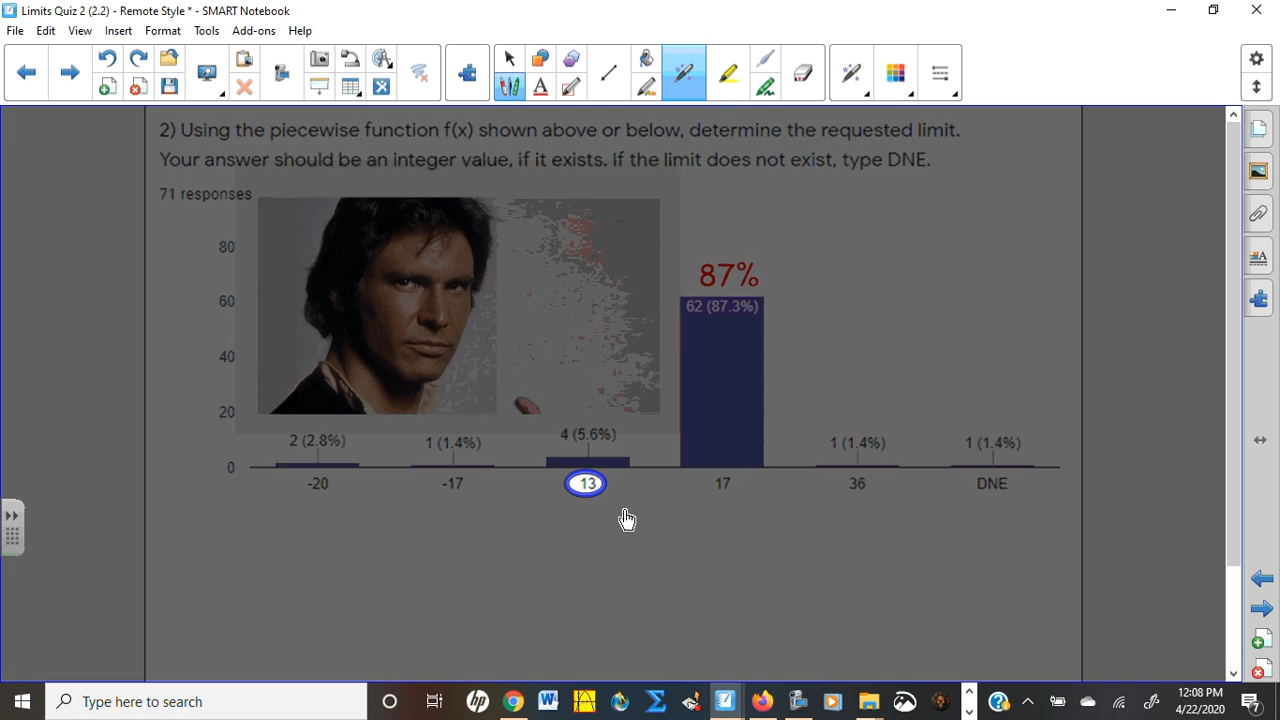 Limits Quiz 2 (2.2) - Remote Style * - SMART Notebook
File Edit View Insert Format Tools Add-ons Help
2) Using the piecewise function f(x) shown above or below, determine the requested limit.
Your answer should be an integer value, if it exists. If the limit does not exist, type DNE.
71 responses
80
60
40
20
0
87%
62 (87.3%)
2 (2.8%) 1 (1.4%) 4 (5.6%) 1 (1.4%) 1 (1.4%)
-20 -17 13 17 36 DNE
Type here to search
12:08 PM
4/22/2020
7